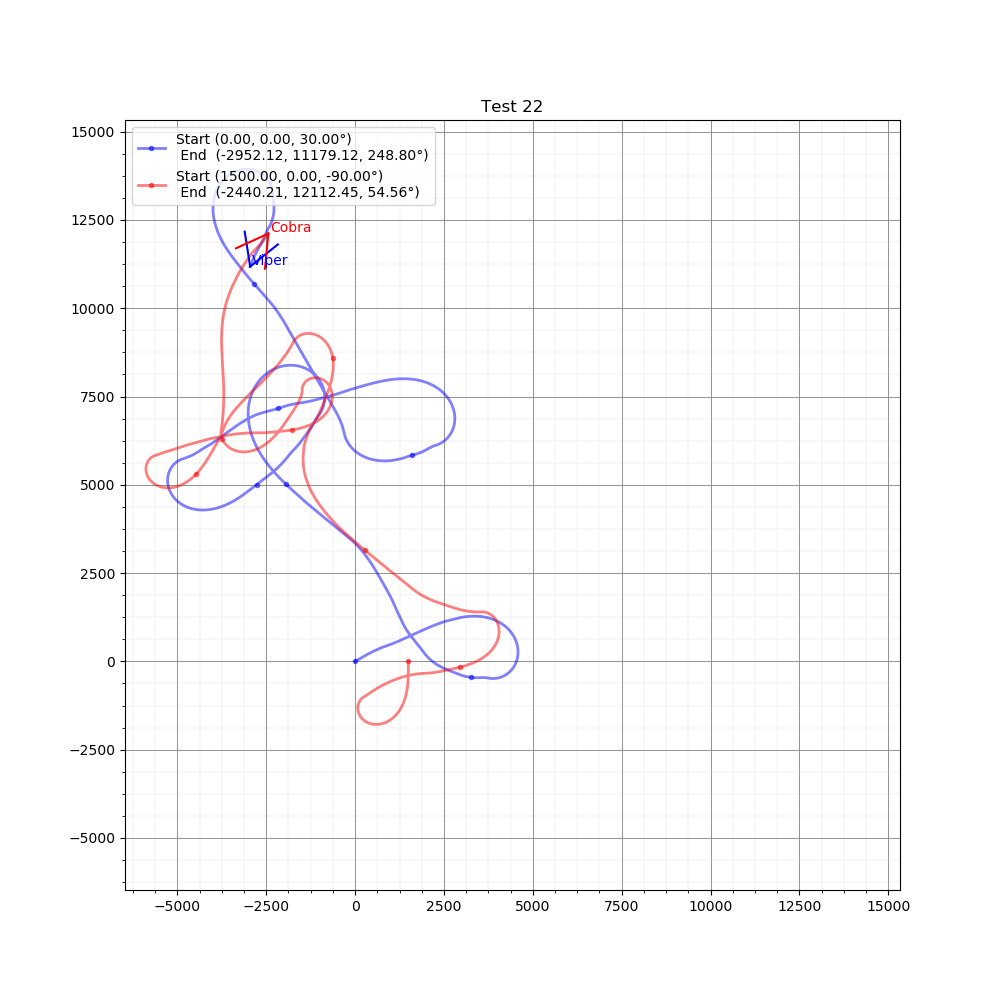 Test 22
Start (0.00, 0.00, 30.00°)
End (-2952.12, 11179.12, 248.80°)
Start (1500.00, 0.00, -90.00°)
End (-2440.21, 12112.45, 54.56°)
Cobra
Viper
15000
12500
10000
7500
5000
2500
0
−2500
−5000
−5000 −2500 0 2500 5000 7500 10000 12500 15000